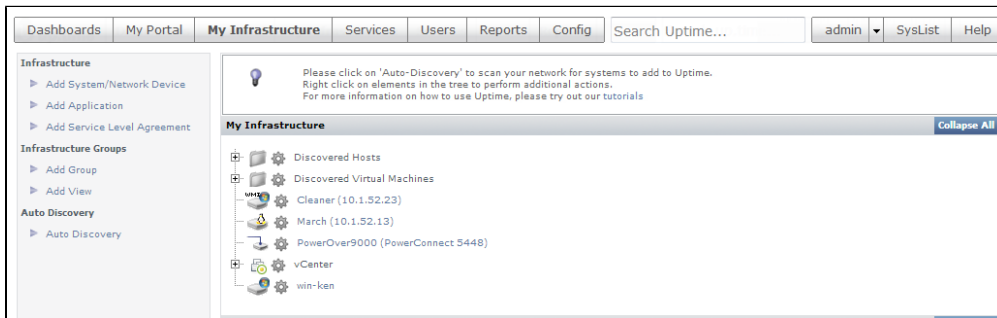 Dashboards My Portal My Infrastructure Services Users Reports Config Search Uptime... admin SysList Help
Infrastructure
Add System/Network Device
Add Application
Add Service Level Agreement
Infrastructure Groups
Add Group
Add View
Auto Discovery
Auto Discovery
Please click on 'Auto-Discovery' to scan your network for systems to add to Uptime.
Right click on elements in the tree to perform additional actions.
For more information on how to use Uptime, please try out our tutorials
My Infrastructure Collapse All
Discovered Hosts
Discovered Virtual Machines
WMI Cleaner (10.1.52.23)
March (10.1.52.13)
PowerOver9000 (PowerConnect 5448)
vCenter
win-ken